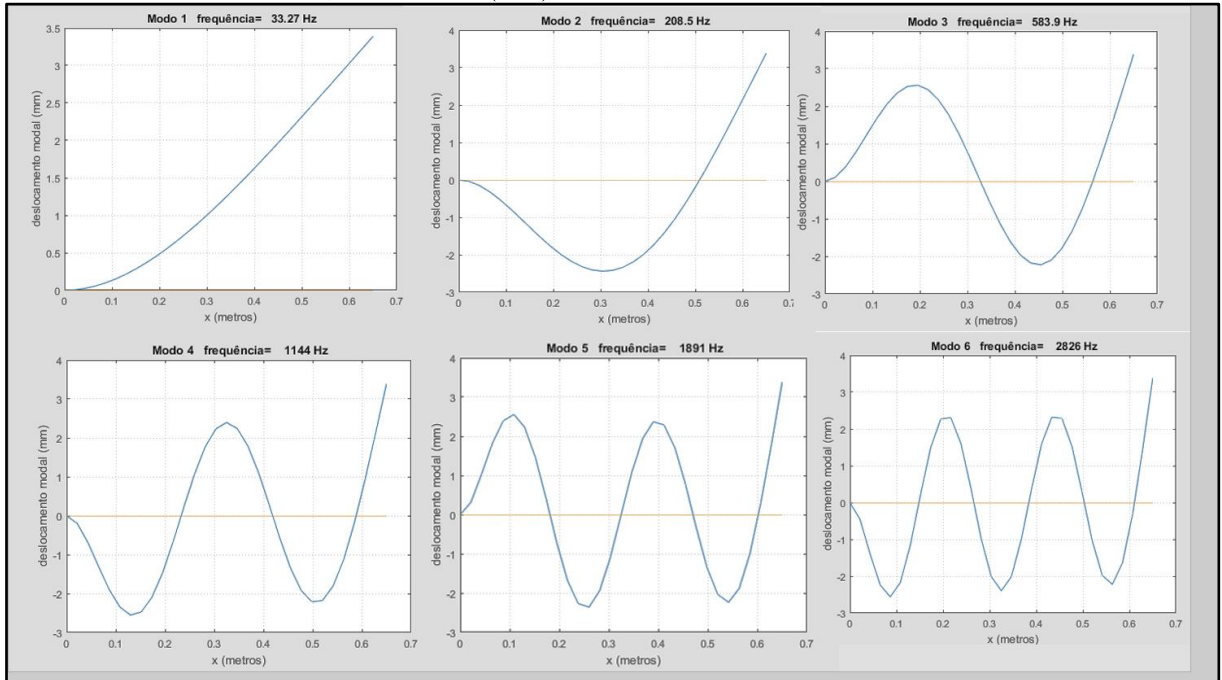 Modo 1 frequência= 33.27 Hz
3.5
3
2.5
2
1.5
1
0.5
0
deslocamento modal (mm)
0 0.1 0.2 0.3 0.4 0.5 0.6 0.7
x (metros)
Modo 2 frequência= 208.5 Hz
4
3
2
1
0
-1
-2
-3
deslocamento modal (mm)
0 0.1 0.2 0.3 0.4 0.5 0.6 0.7
x (metros)
Modo 3 frequência= 583.9 Hz
4
3
2
1
0
-1
-2
-3
deslocamento modal (mm)
0 0.1 0.2 0.3 0.4 0.5 0.6 0.7
x (metros)
Modo 4 frequência= 1144 Hz
4
3
2
1
0
-1
-2
-3
deslocamento modal (mm)
0 0.1 0.2 0.3 0.4 0.5 0.6 0.7
x (metros)
Modo 5 frequência= 1891 Hz
4
3
2
1
0
-1
-2
-3
deslocamento modal (mm)
0 0.1 0.2 0.3 0.4 0.5 0.6 0.7
x (metros)
Modo 6 frequência= 2826 Hz
4
3
2
1
0
-1
-2
-3
deslocamento modal (mm)
0 0.1 0.2 0.3 0.4 0.5 0.6 0.7
x (metros)